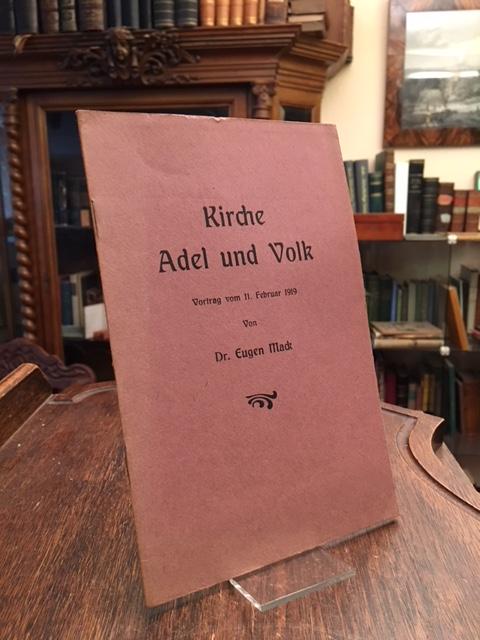 Kirche
Adel und Volk
Vortrag vom 11. Februar 1919
Von
Dr. Eugen Mack